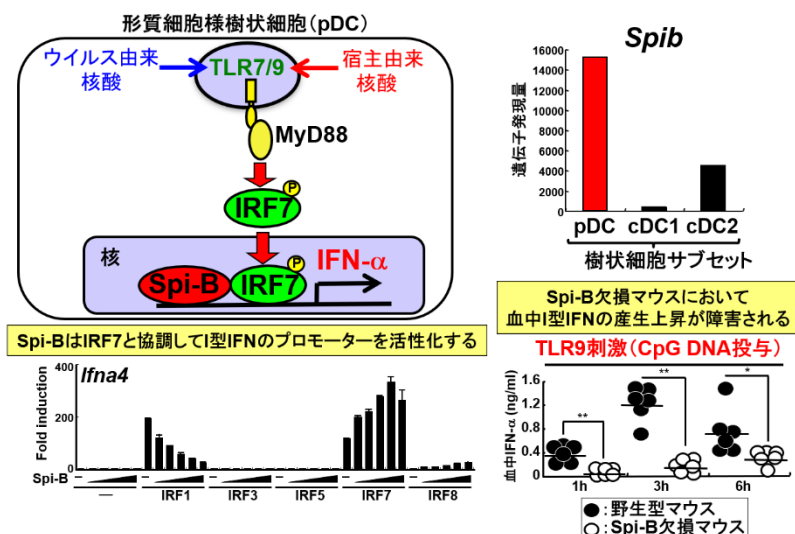 形質細胞様樹状細胞(pDC)
ウイルス由来
核酸
TLR7/9
宿主由来
核酸
MyD88
P
IRF7
核
P
Spi-B
IRF7
IFN-α
Spi-BはIRF7と協調してI型IFNのプロモーターを活性化する
Ifna4
Fold induction
400
200
0
Spi-B
− − − − − −
― IRF1 IRF3 IRF5 IRF7 IRF8
Spib
遺伝子発現量
16000
14000
12000
10000
8000
6000
4000
2000
0
pDC cDC1 cDC2
樹状細胞サブセット
Spi-B欠損マウスにおいて
血中I型IFNの産生上昇が障害される
TLR9刺激(CpG DNA投与)
血中IFN-α (ng/ml)
1.6
1.2
0.8
0.4
0
** ** *
1h 3h 6h
:野生型マウス
:Spi-B欠損マウス